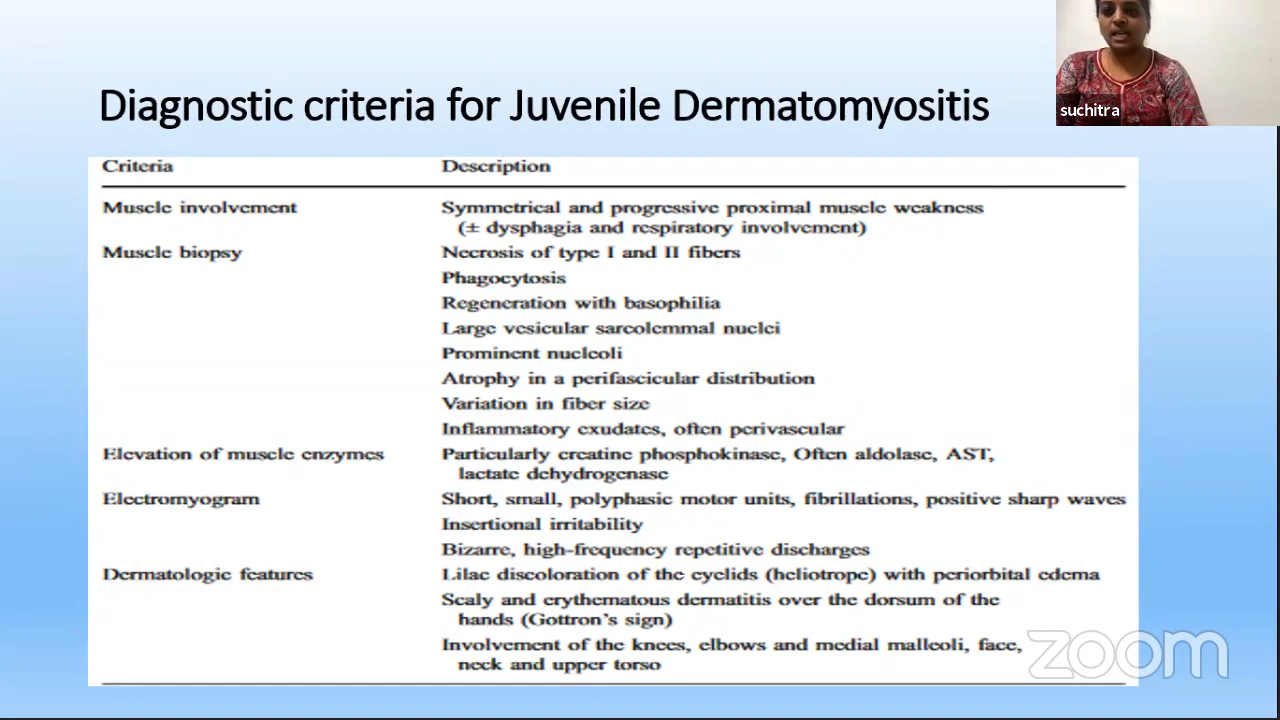 Diagnostic criteria for Juvenile Dermatomyositis
suchitra
Criteria Description
Muscle involvement Symmetrical and progressive proximal muscle weakness
(± dysphagia and respiratory involvement)
Muscle biopsy Necrosis of type I and II fibers
Phagocytosis
Regeneration with basophilia
Large vesicular sarcolemmal nuclei
Prominent nucleoli
Atrophy in a perifascicular distribution
Variation in fiber size
Inflammatory exudates, often perivascular
Elevation of muscle enzymes Particularly creatine phosphokinase, Often aldolase, AST,
lactate dehydrogenase
Electromyogram Short, small, polyphasic motor units, fibrillations, positive sharp waves
Insertional irritability
Bizarre, high-frequency repetitive discharges
Dermatologic features Lilac discoloration of the eyelids (heliotrope) with periorbital edema
Scaly and erythematous dermatitis over the dorsum of the
hands (Gottron's sign)
Involvement of the knees, elbows and medial malleoli, face,
neck and upper torso
zoom